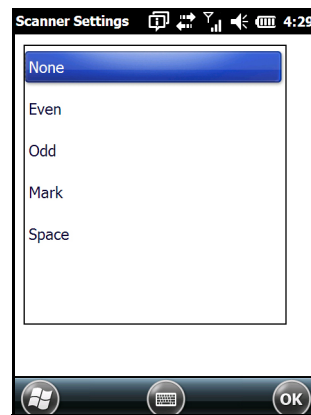 Scanner Settings 4:29
None
Even
Odd
Mark
Space
OK